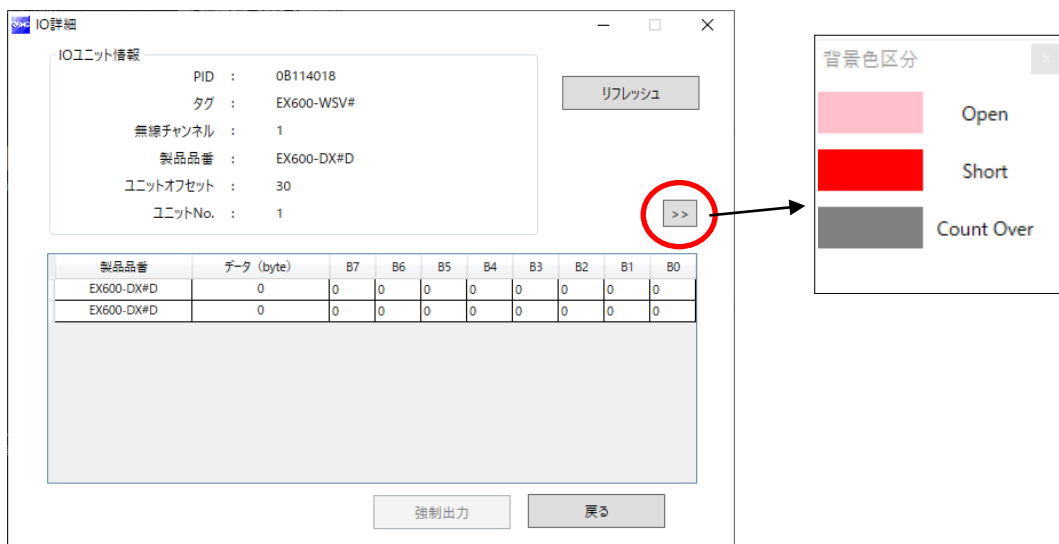 IO詳細
IOユニット情報
PID : 0B114018
タグ : EX600-WSV#
無線チャンネル : 1
製品品番 : EX600-DX#D
ユニットオフセット : 30
ユニットNo. : 1
リフレッシュ
>>
製品品番 データ (byte) B7 B6 B5 B4 B3 B2 B1 B0
EX600-DX#D 0 0 0 0 0 0 0 0 0
EX600-DX#D 0 0 0 0 0 0 0 0 0
強制出力 戻る
背景色区分
Open
Short
Count Over